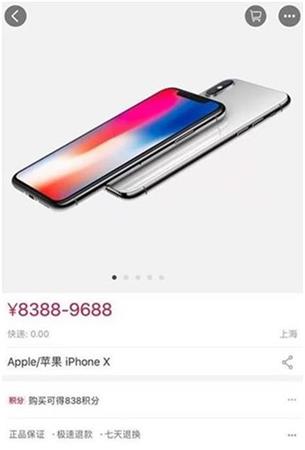 ¥8388-9688
快递: 0.00 上海
Apple/苹果 iPhone X
积分 购买可得838积分
正品保证 · 极速退款 · 七天退换